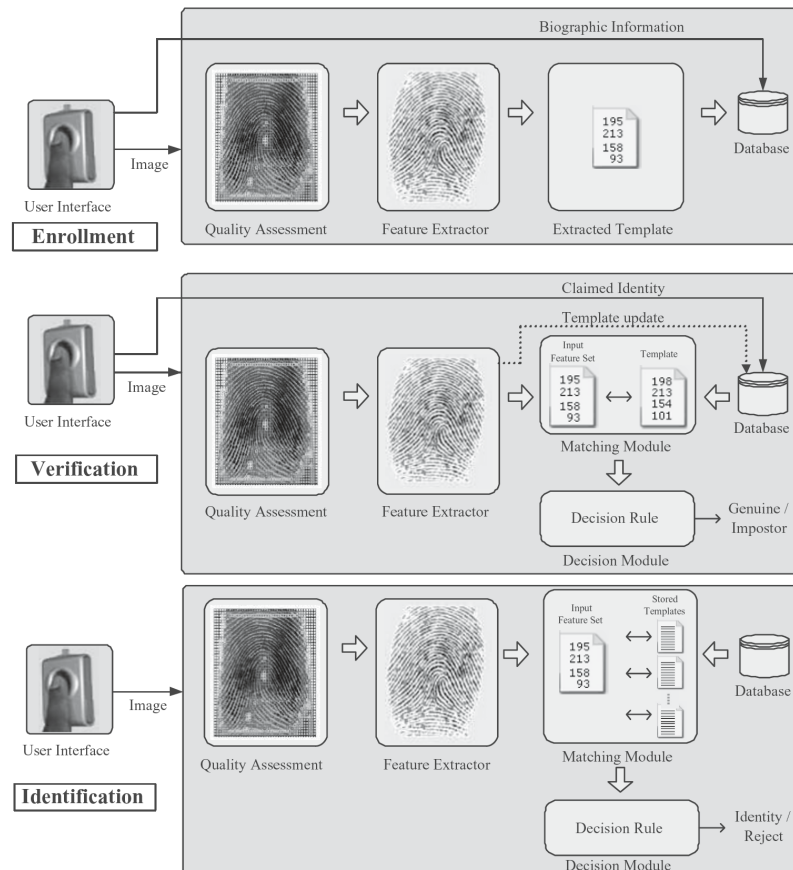 Biographic Information
195
213
158
93
Database
Image
User Interface
Quality Assessment
Feature Extractor
Extracted Template
Enrollment
Claimed Identity
Template update
Input
Feature Set
Template
195
213
158
93
198
213
154
101
Image
Database
User Interface
Matching Module
Verification
Quality Assessment
Feature Extractor
Decision Rule
Genuine /
Impostor
Decision Module
Input
Feature Set
Stored
Templates
195
213
158
93
Image
Database
User Interface
Quality Assessment
Feature Extractor
Matching Module
Identification
Decision Rule
Identity /
Reject
Decision Module